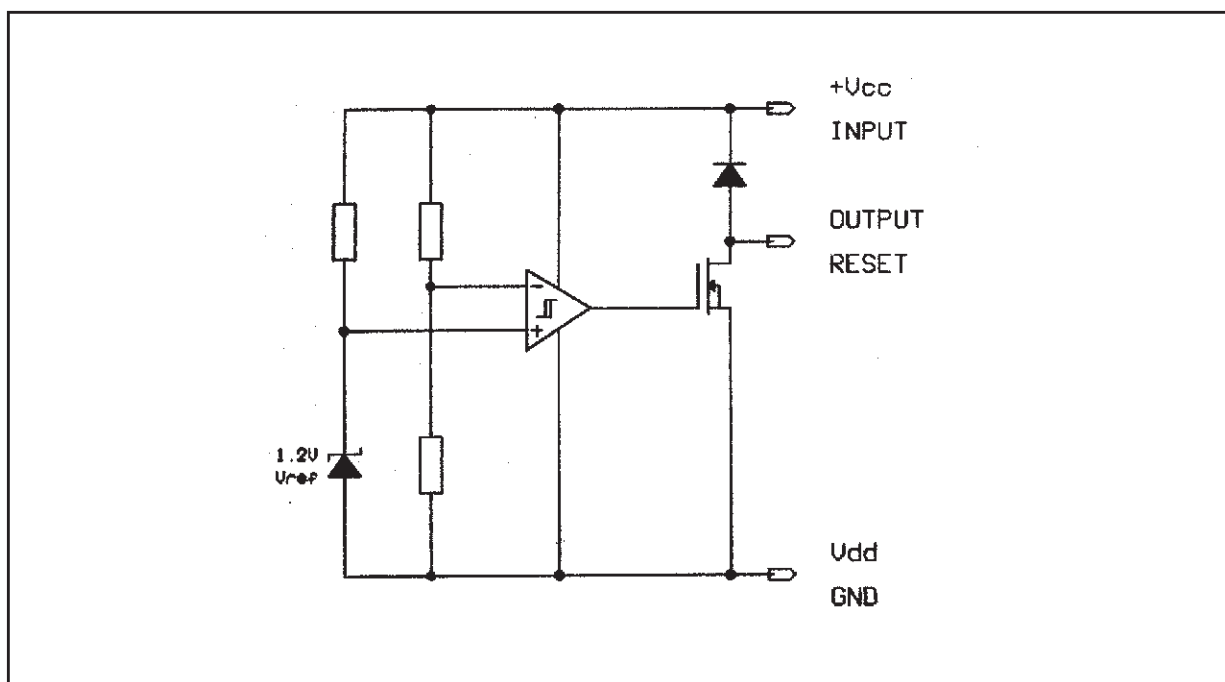 +Vcc
INPUT
OUTPUT
RESET
-
+
1.2V
Vref
Vdd
GND